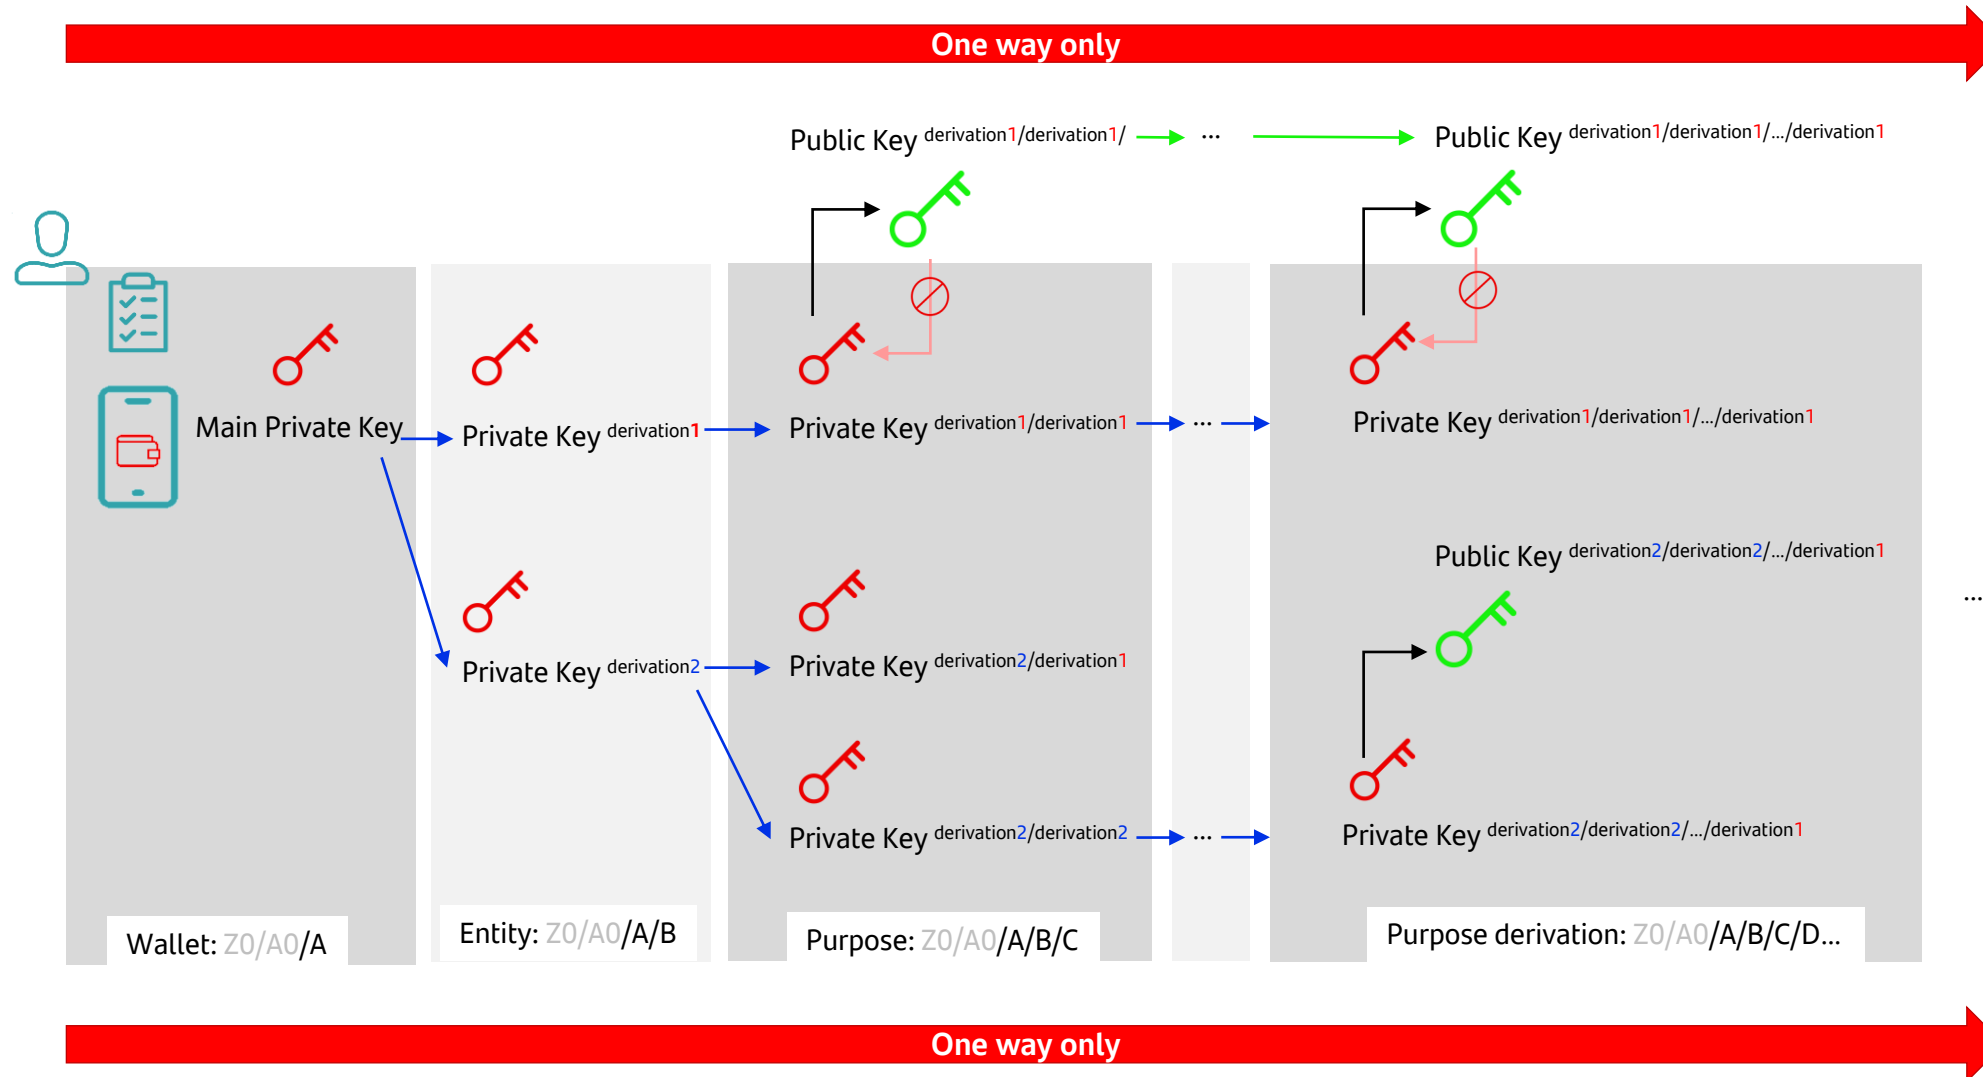 One way only
Public Key derivation1/derivation1/ ... Public Key derivation1/derivation1/.../derivation1
Main Private Key Private Key derivation1 Private Key derivation1/derivation1 ... Private Key derivation1/derivation1/.../derivation1
Public Key derivation2/derivation2/.../derivation1
...
Private Key derivation2 Private Key derivation2/derivation1
Private Key derivation2/derivation2 ... Private Key derivation2/derivation2/.../derivation1
Wallet: Z0/A0/A Entity: Z0/A0/A/B Purpose: Z0/A0/A/B/C Purpose derivation: Z0/A0/A/B/C/D...
One way only